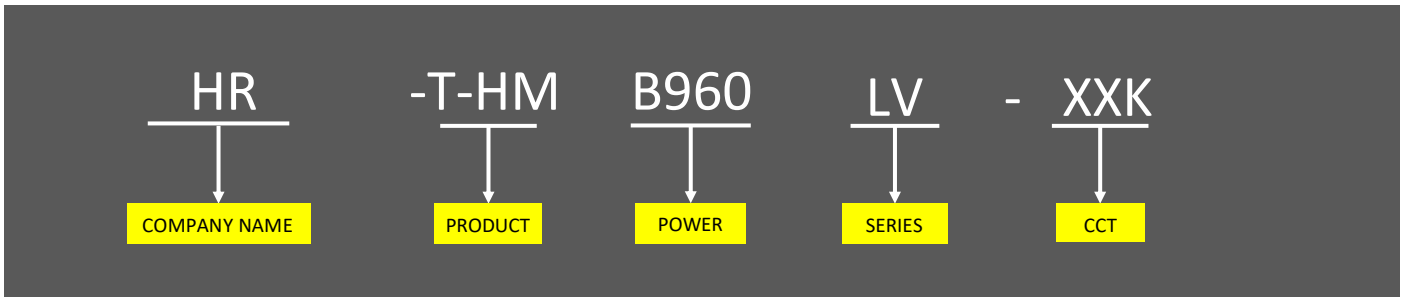 HR -T-HM B960 LV - XXK
COMPANY NAME PRODUCT POWER SERIES CCT